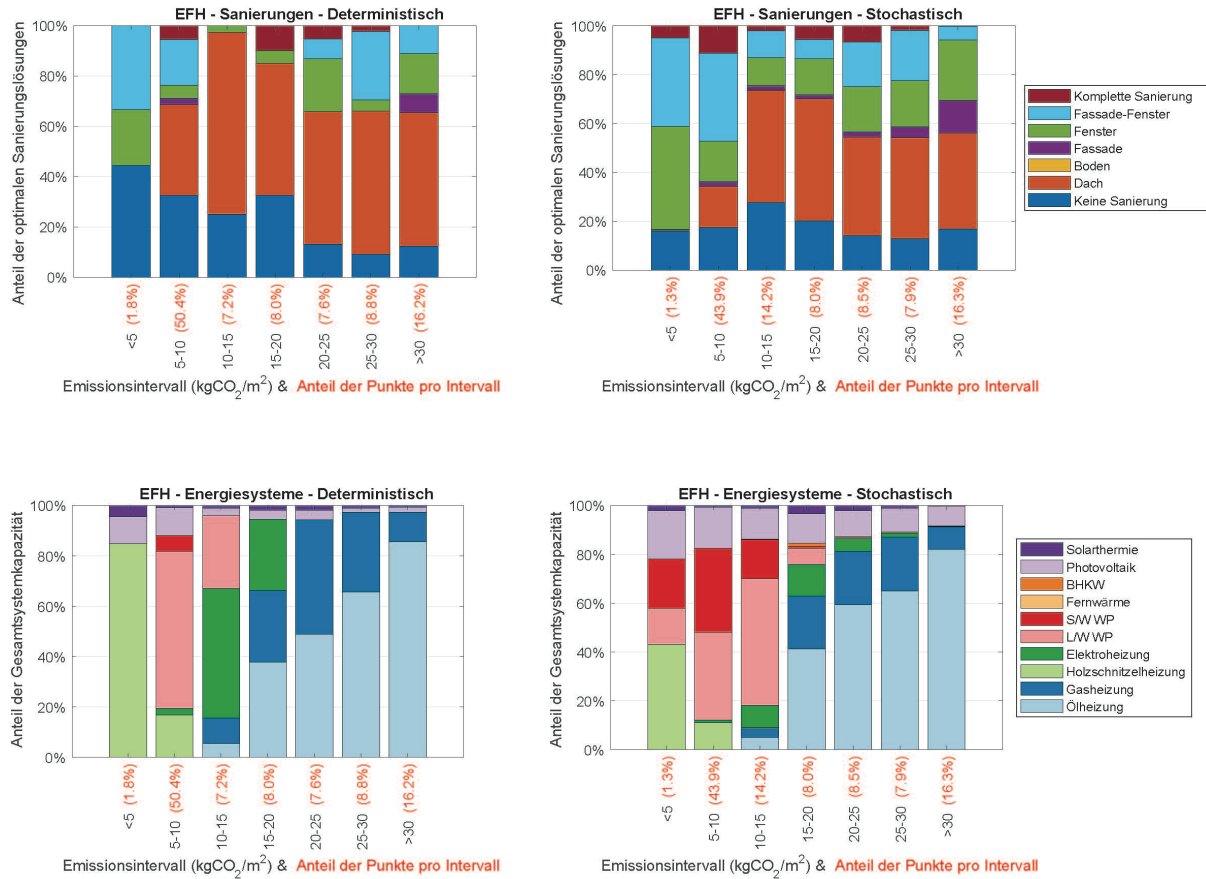 EFH - Sanierungen - Deterministisch
Anteil der optimalen Sanierungslösungen
100%
80%
60%
40%
20%
0%
<5 (1.8%)
5-10 (50.4%)
10-15 (7.2%)
15-20 (8.0%)
20-25 (7.6%)
25-30 (8.8%)
>30 (16.2%)
Emissionsintervall (kgCO2/m²) & Anteil der Punkte pro Intervall
EFH - Sanierungen - Stochastisch
Anteil der optimalen Sanierungslösungen
100%
80%
60%
40%
20%
0%
<5 (1.3%)
5-10 (43.9%)
10-15 (14.2%)
15-20 (8.0%)
20-25 (8.5%)
25-30 (7.9%)
>30 (16.3%)
Emissionsintervall (kgCO2/m²) & Anteil der Punkte pro Intervall
Komplette Sanierung
Fassade-Fenster
Fenster
Fassade
Boden
Dach
Keine Sanierung
EFH - Energiesysteme - Deterministisch
Anteil der Gesamtsystemkapazität
100%
80%
60%
40%
20%
0%
<5 (1.8%)
5-10 (50.4%)
10-15 (7.2%)
15-20 (8.0%)
20-25 (7.6%)
25-30 (8.8%)
>30 (16.2%)
Emissionsintervall (kgCO2/m²) & Anteil der Punkte pro Intervall
EFH - Energiesysteme - Stochastisch
Anteil der Gesamtsystemkapazität
100%
80%
60%
40%
20%
0%
<5 (1.3%)
5-10 (43.9%)
10-15 (14.2%)
15-20 (8.0%)
20-25 (8.5%)
25-30 (7.9%)
>30 (16.3%)
Emissionsintervall (kgCO2/m²) & Anteil der Punkte pro Intervall
Solarthermie
Photovoltaik
BHKW
Fernwärme
S/W WP
L/W WP
Elektroheizung
Holzschnitzelheizung
Gasheizung
Ölheizung